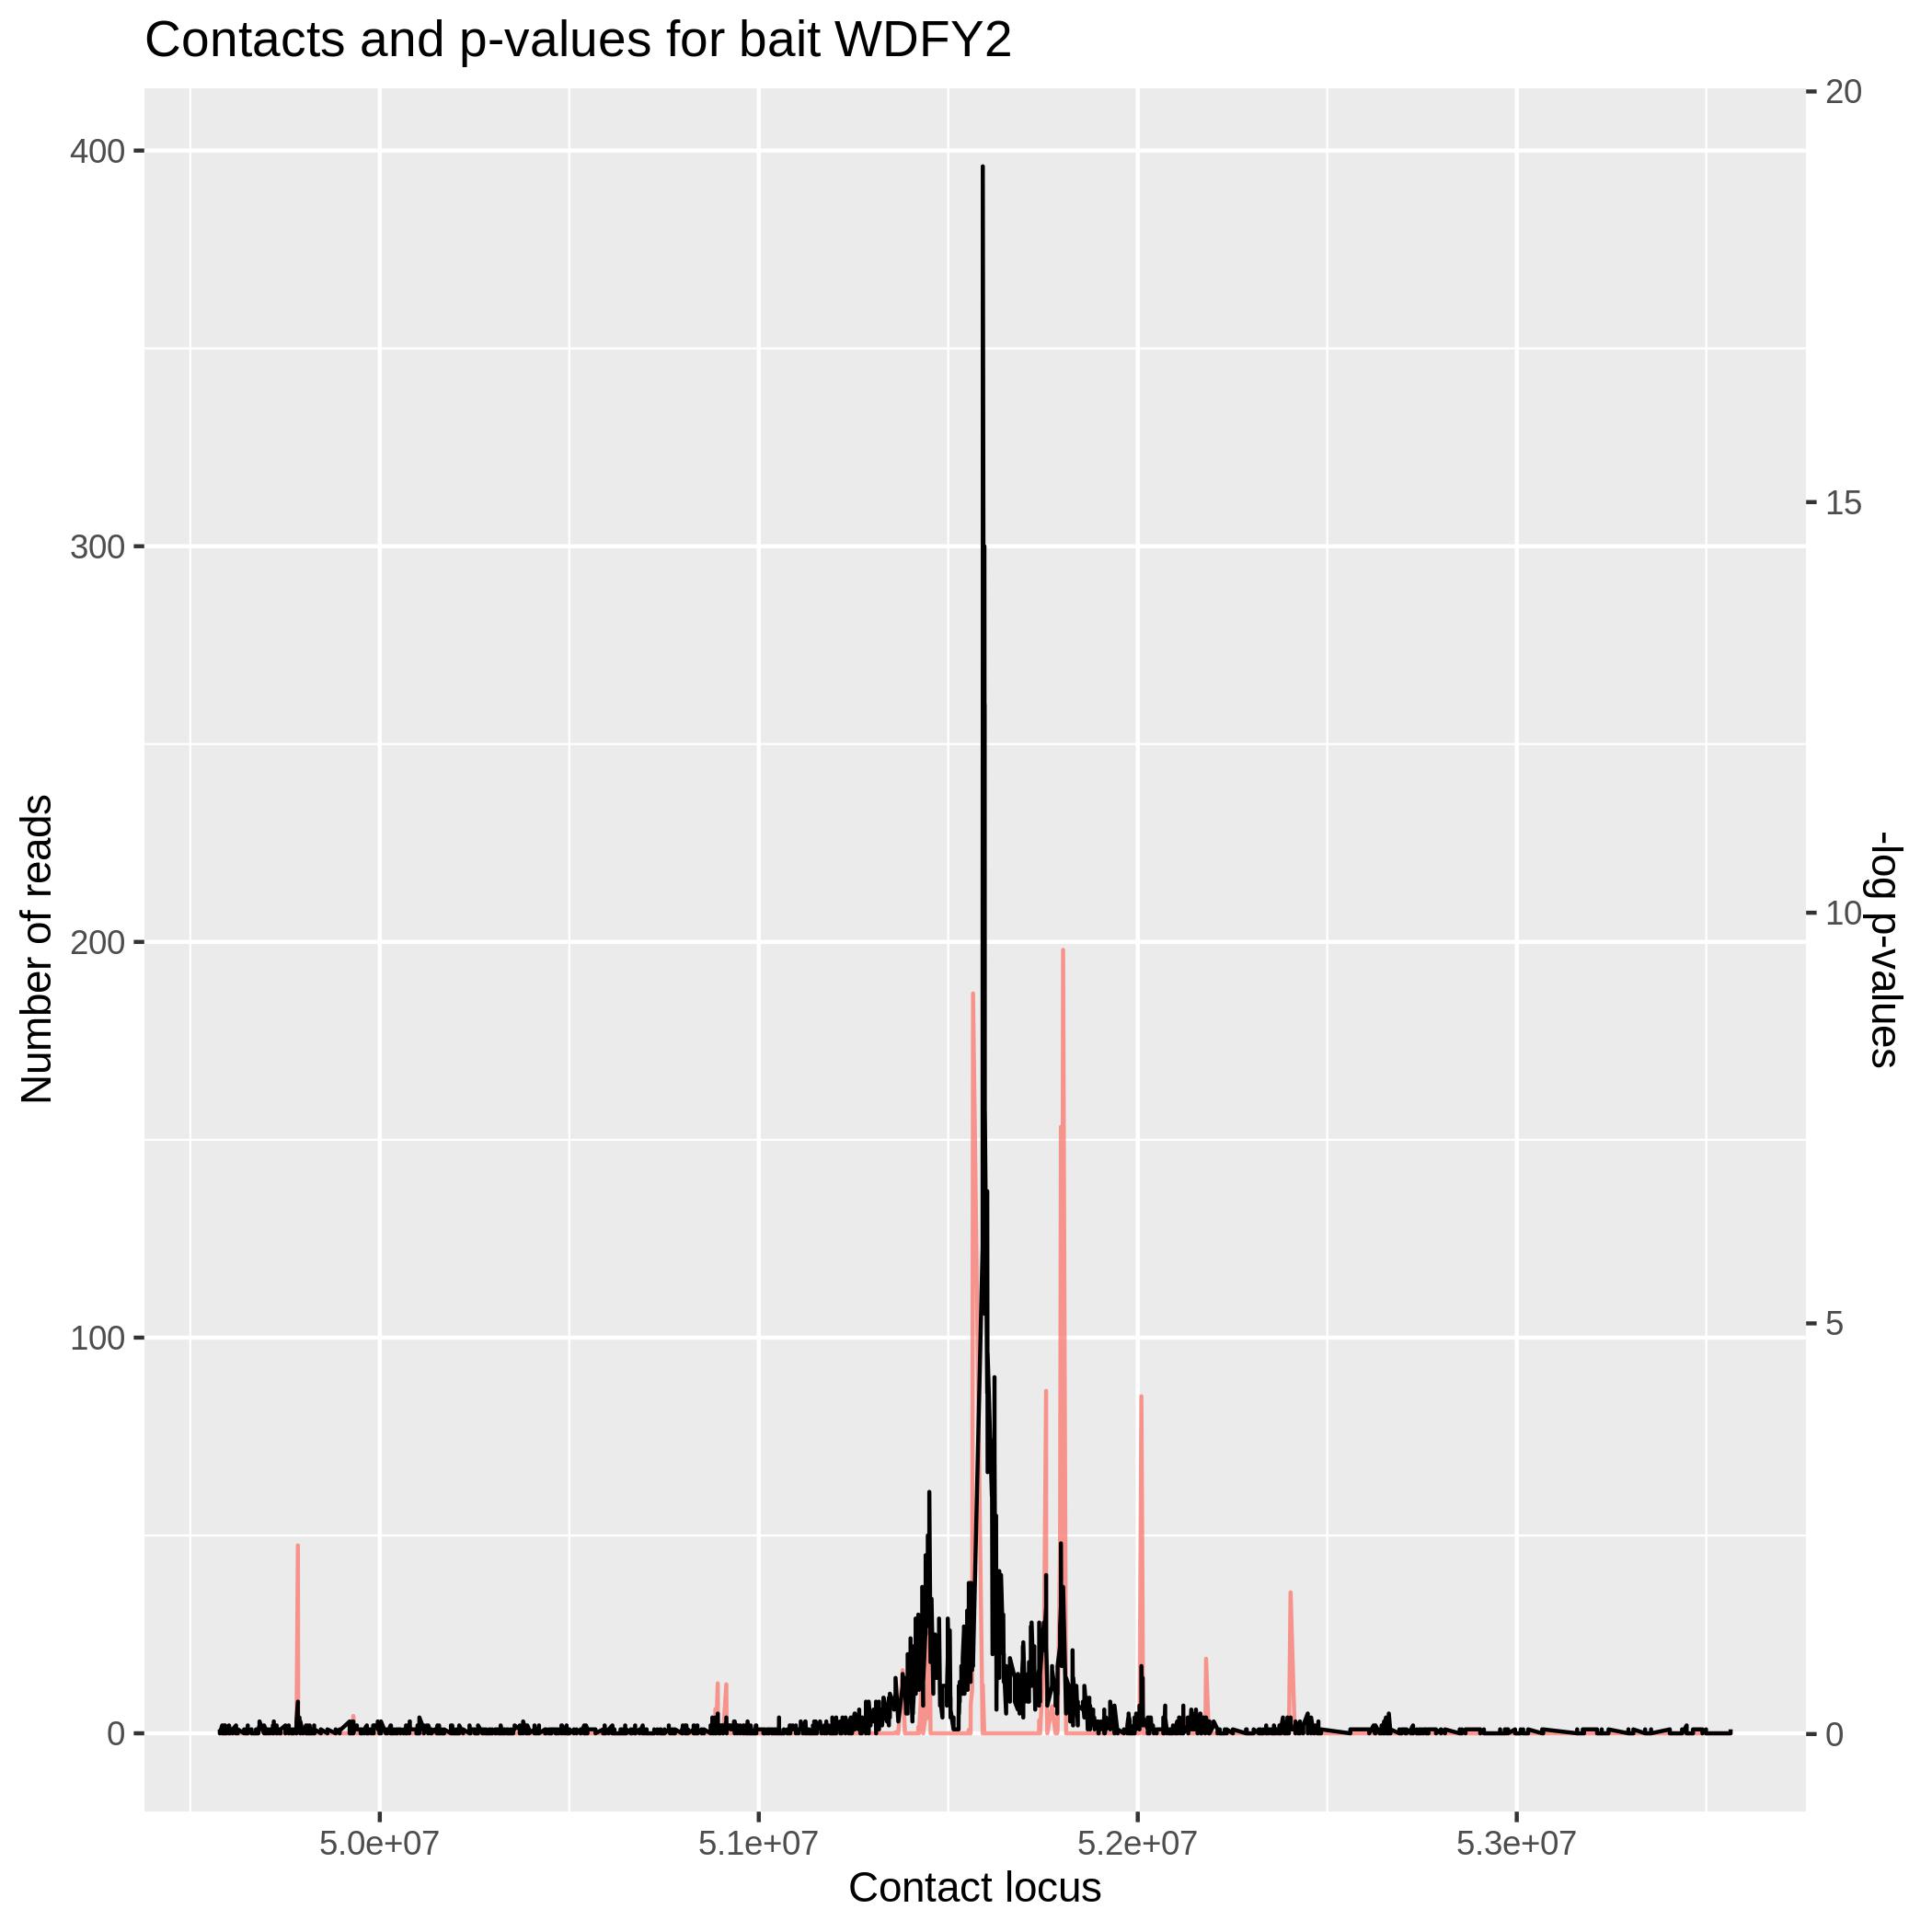 Contacts and p-values for bait WDFY2
Number of reads
400
300
200
100
0
20
15
10
5
0
-log p-values
5.0e+07 5.1e+07 5.2e+07 5.3e+07
Contact locus